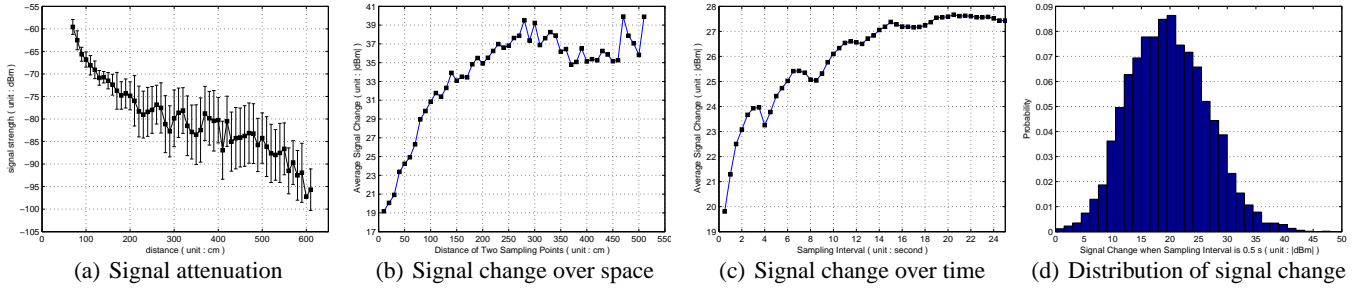 −55
−60
−65
−70
−75
−80
−85
−90
−95
−100
−105
signal strength ( unit : dBm )
0 100 200 300 400 500 600
distance ( unit : cm )
(a) Signal attenuation
41
39
37
35
33
31
29
27
25
23
21
19
17
Average Signal Change ( unit : |dBm| )
0 50 100 150 200 250 300 350 400 450 500 550
Distance of Two Sampling Points ( unit : cm )
(b) Signal change over space
28
27
26
25
24
23
22
21
20
19
Average Signal Change ( unit : |dBm| )
0 2 4 6 8 10 12 14 16 18 20 22 24
Sampling Interval ( unit : second )
(c) Signal change over time
0.09
0.08
0.07
0.06
0.05
0.04
0.03
0.02
0.01
0
Probability
0 5 10 15 20 25 30 35 40 45 50
Signal Change when Sampling Interval is 0.5 s ( unit : |dBm| )
(d) Distribution of signal change